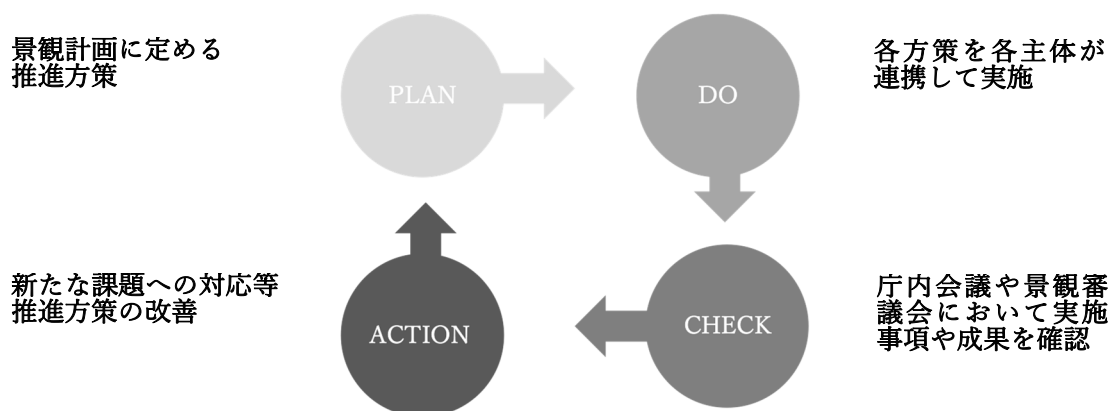 景観計画に定める
推進方策
PLAN
DO
各方策を各主体が
連携して実施
新たな課題への対応等
推進方策の改善
ACTION
CHECK
庁内会議や景観審
議会において実施
事項や成果を確認